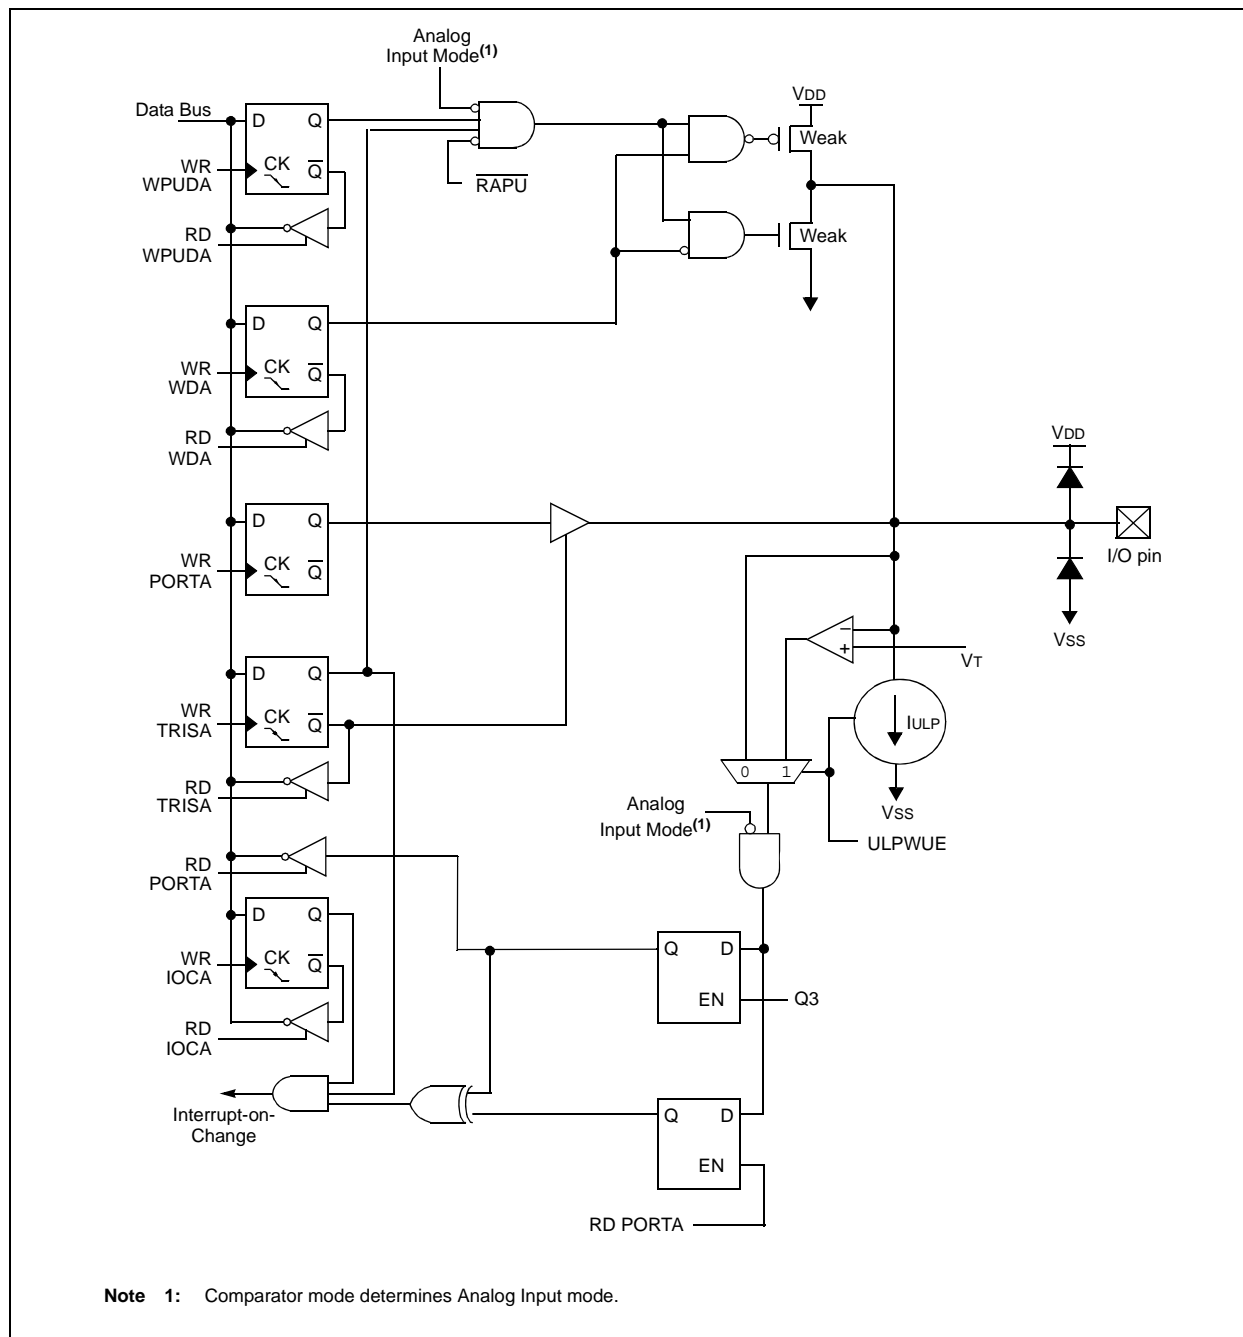 Analog
Input Mode(1)
VDD
Data Bus
D
Q
Weak
WR
WPUDA
CK
Q
RAPU
RD
WPUDA
Weak
D
Q
WR
WDA
CK
Q
RD
WDA
VDD
D
Q
I/O pin
WR
PORTA
CK
Q
VSS
−
+
VT
D
Q
WR
TRISA
CK
Q
IULP
RD
TRISA
0 1
VSS
Analog
Input Mode(1)
ULPWUE
RD
PORTA
D
Q
WR
IOCA
CK
Q
Q
D
EN
Q3
RD
IOCA
Interrupt-on-
Change
Q
D
EN
RD PORTA
Note 1: Comparator mode determines Analog Input mode.